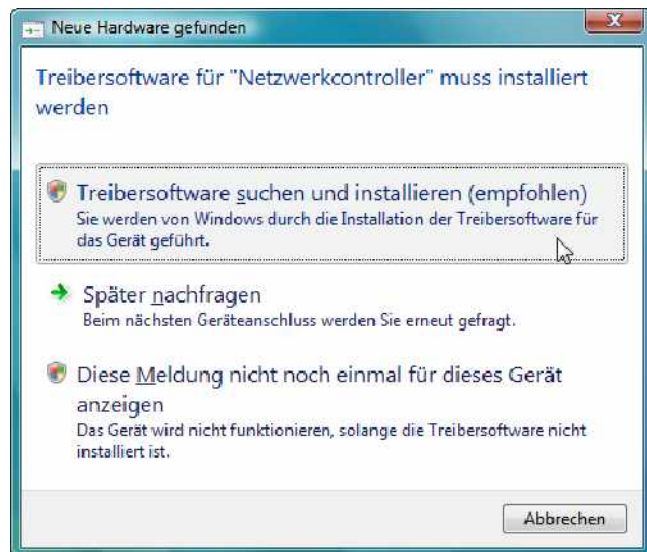 Neue Hardware gefunden
Treibersoftware für "Netzwerkcontroller" muss installiert
werden
Treibersoftware suchen und installieren (empfohlen)
Sie werden von Windows durch die Installation der Treibersoftware für
das Gerät geführt.
Später nachfragen
Beim nächsten Geräteanschluss werden Sie erneut gefragt.
Diese Meldung nicht noch einmal für dieses Gerät
anzeigen
Das Gerät wird nicht funktionieren, solange die Treibersoftware nicht
installiert ist.
Abbrechen